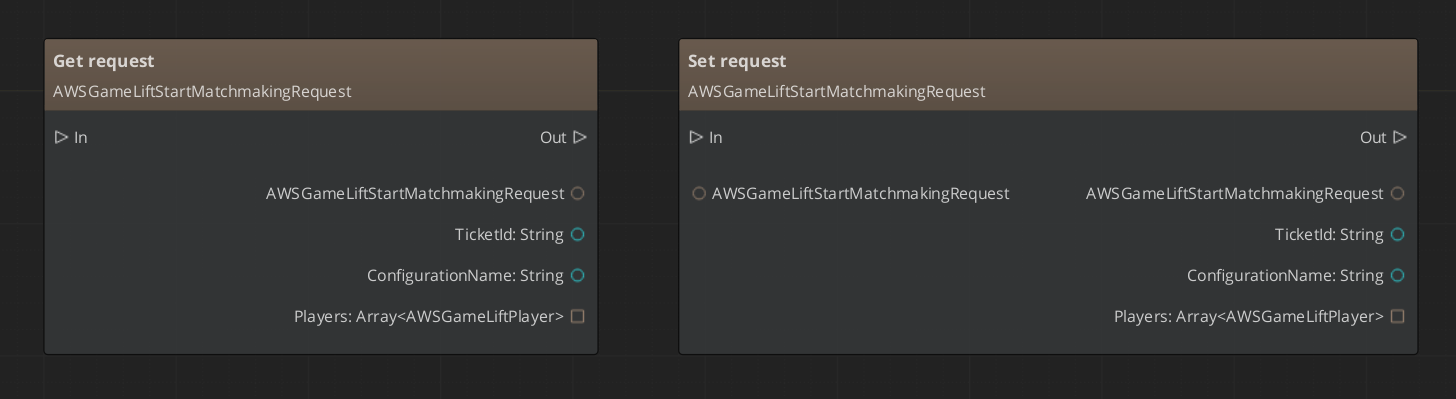 Get request
AWSGameLiftStartMatchmakingRequest
In
Out
AWSGameLiftStartMatchmakingRequest
TicketId: String
ConfigurationName: String
Players: Array<AWSGameLiftPlayer>
Set request
AWSGameLiftStartMatchmakingRequest
In
Out
AWSGameLiftStartMatchmakingRequest
AWSGameLiftStartMatchmakingRequest
TicketId: String
ConfigurationName: String
Players: Array<AWSGameLiftPlayer>